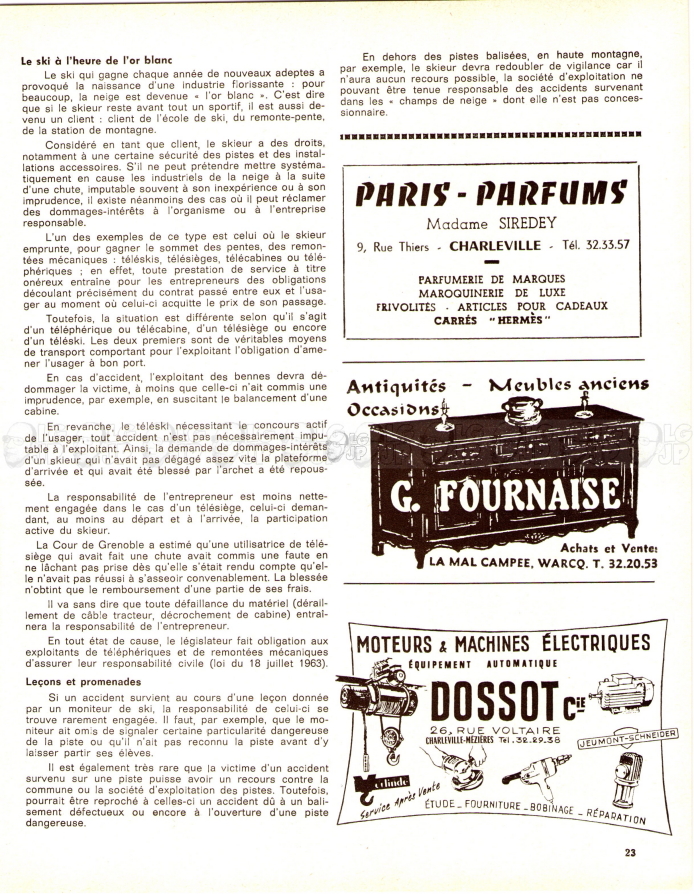 Le ski à l'heure de l'or blanc
Le ski qui gagne chaque année de nouveaux adeptes a
provoqué la naissance d'une industrie florissante : pour
beaucoup, la neige est devenue « l'or blanc ». C'est dire
que si le skieur reste avant tout un sportif, il est aussi de-
venu un client : client de l'école de ski, du remonte-pente,
de la station de montagne.
Considéré en tant que client, le skieur a des droits,
notamment à une certaine sécurité des pistes et des instal-
lations accessoires. S'il ne peut prétendre mettre systéma-
tiquement en cause les industriels de la neige à la suite
d'une chute, imputable souvent à son inexpérience ou à son
imprudence, il existe néanmoins des cas où il peut réclamer
des dommages-intérêts à l'organisme ou à l'entreprise
responsable.
L'un des exemples de ce type est celui où le skieur
emprunte, pour gagner le sommet des pentes, des remon-
tées mécaniques : téléskis, télésièges, télécabines ou télé-
phériques ; en effet, toute prestation de service à titre
onéreux entraîne pour les entrepreneurs des obligations
découlant précisément du contrat passé entre eux et l'usa-
ger au moment où celui-ci acquitte le prix de son passage.
Toutefois, la situation est différente selon qu'il s'agit
d'un téléphérique ou télécabine, d'un télésiège ou encore
d'un téléski. Les deux premiers sont de véritables moyens
de transport comportant pour l'exploitant l'obligation d'ame-
ner l'usager à bon port.
En cas d'accident, l'exploitant des bennes devra dé-
dommager la victime, à moins que celle-ci n'ait commis une
imprudence, par exemple, en suscitant le balancement d'une
cabine.
En revanche, le téléski nécessitant le concours actif
de l'usager, tout accident n'est pas nécessairement impu-
table à l'exploitant. Ainsi, la demande de dommages-intérêts
d'un skieur qui n'avait pas dégagé assez vite la plateforme
d'arrivée et qui avait été blessé par l'archet a été repous-
sée.
La responsabilité de l'entrepreneur est moins nette-
ment engagée dans le cas d'un télésiège, celui-ci deman-
dant, au moins au départ et à l'arrivée, la participation
active du skieur.
La Cour de Grenoble a estimé qu'une utilisatrice de télé-
siège qui avait fait une chute avait commis une faute en
ne lâchant pas prise dès qu'elle s'était rendu compte qu'el-
le n'avait pas réussi à s'asseoir convenablement. La blessée
n'obtint que le remboursement d'une partie de ses frais.
Il va sans dire que toute défaillance du matériel (dérail-
lement de câble tracteur, décrochement de cabine) entraî-
nera la responsabilité de l'entrepreneur.
En tout état de cause, le législateur fait obligation aux
exploitants de téléphériques et de remontées mécaniques
d'assurer leur responsabilité civile (loi du 18 juillet 1963).
Leçons et promenades
Si un accident survient au cours d'une leçon donnée
par un moniteur de ski, la responsabilité de celui-ci se
trouve rarement engagée. Il faut, par exemple, que le mo-
niteur ait omis de signaler certaine particularité dangereuse
de la piste ou qu'il n'ait pas reconnu la piste avant d'y
laisser partir ses élèves.
Il est également très rare que la victime d'un accident
survenu sur une piste puisse avoir un recours contre la
commune ou la société d'exploitation des pistes. Toutefois,
pourrait être reproché à celles-ci un accident dû à un bali-
sement défectueux ou encore à l'ouverture d'une piste
dangereuse.
En dehors des pistes balisées, en haute montagne,
par exemple, le skieur devra redoubler de vigilance car il
n'aura aucun recours possible, la société d'exploitation ne
pouvant être tenue responsable des accidents survenant
dans les « champs de neige » dont elle n'est pas conces-
sionnaire.
PARIS - PARFUMS
Madame SIREDEY
9, Rue Thiers - CHARLEVILLE - Tél. 32.33.57
PARFUMERIE DE MARQUES
MAROQUINERIE DE LUXE
FRIVOLITÉS - ARTICLES POUR CADEAUX
CARRÉS "HERMÈS"
Antiquités - Meubles anciens
Occasions
G. FOURNAISE
Achats et Ventes
LA MAL CAMPEE, WARCQ. T. 32.20.53
MOTEURS & MACHINES ÉLECTRIQUES
ÉQUIPEMENT AUTOMATIQUE
DOSSOT CIE
26, RUE VOLTAIRE
CHARLEVILLE-MÉZIÈRES Tél. 32.29.38
JEUMONT-SCHNEIDER
Verlinde
Service Après Vente
ÉTUDE _ FOURNITURE _ BOBINAGE _ RÉPARATION
23